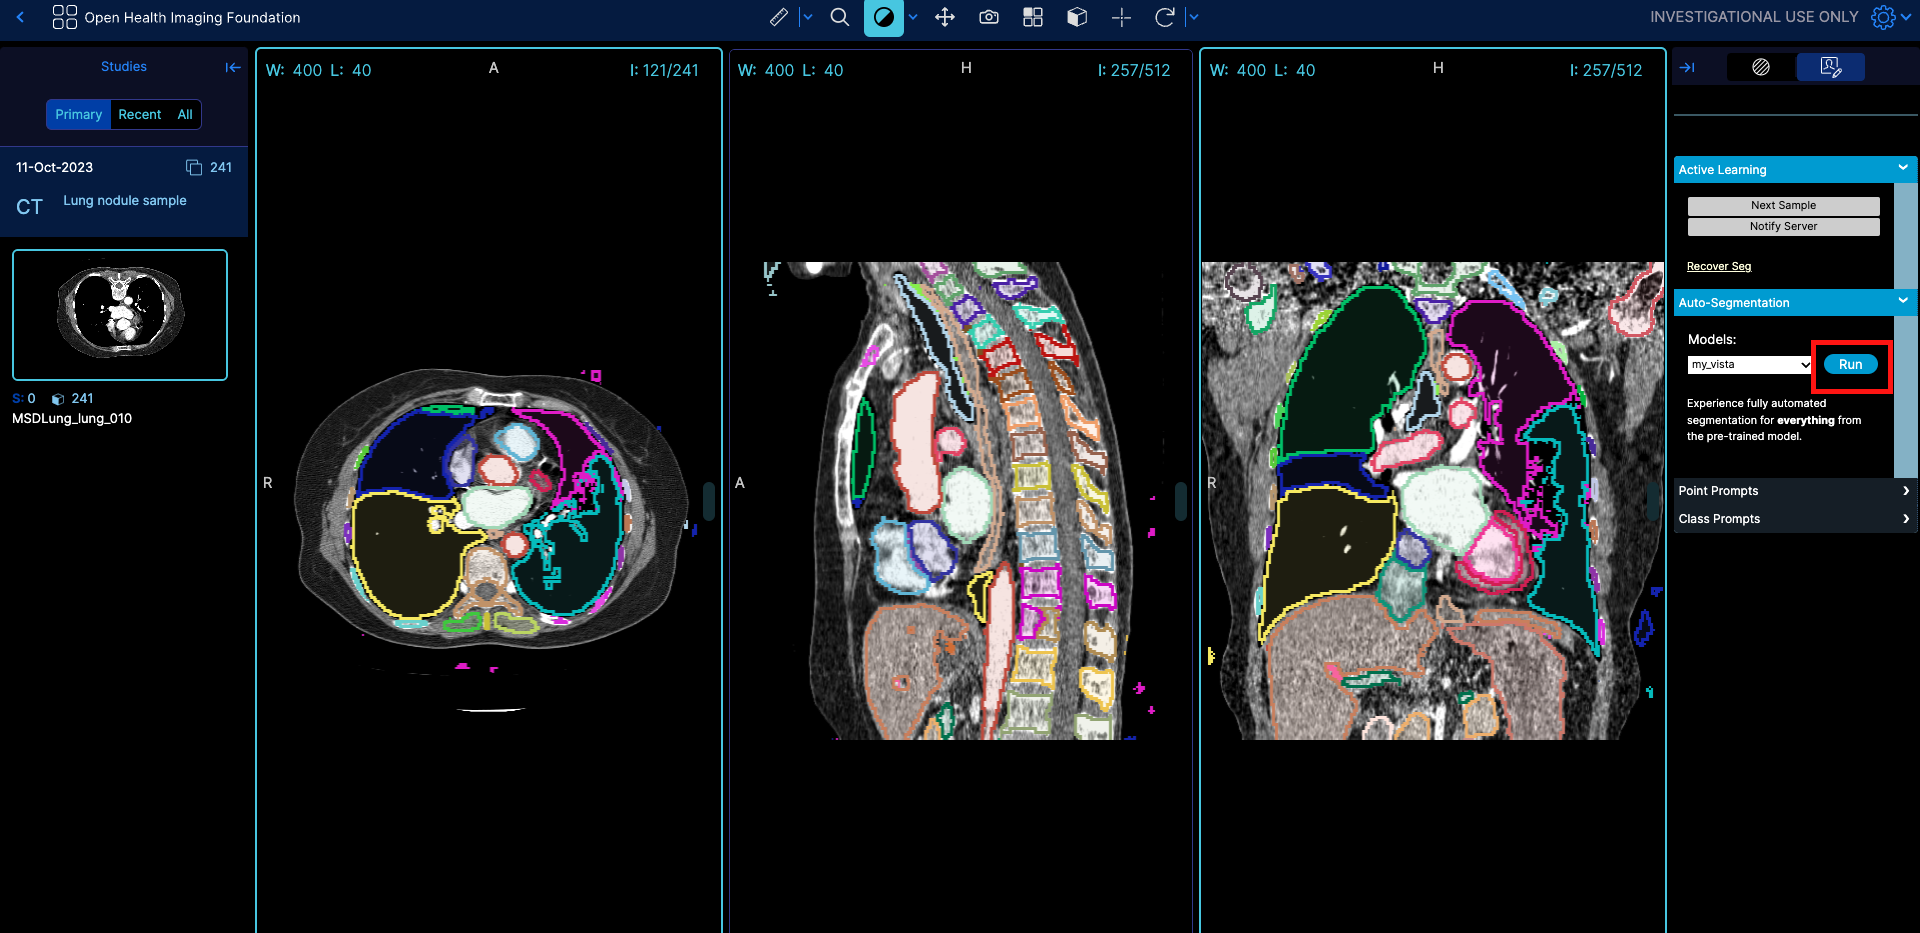 Open Health Imaging Foundation
INVESTIGATIONAL USE ONLY
Studies
Primary Recent All
11-Oct-2023 241
CT Lung nodule sample
S: 0 241
MSDLung_lung_010
W: 400 L: 40 A I: 121/241
R
W: 400 L: 40 H I: 257/512
A
W: 400 L: 40 H I: 257/512
R
Active Learning
Next Sample
Notify Server
Recover Seg
Auto-Segmentation
Models:
my_vista Run
Experience fully automated
segmentation for everything from
the pre-trained model.
Point Prompts
Class Prompts